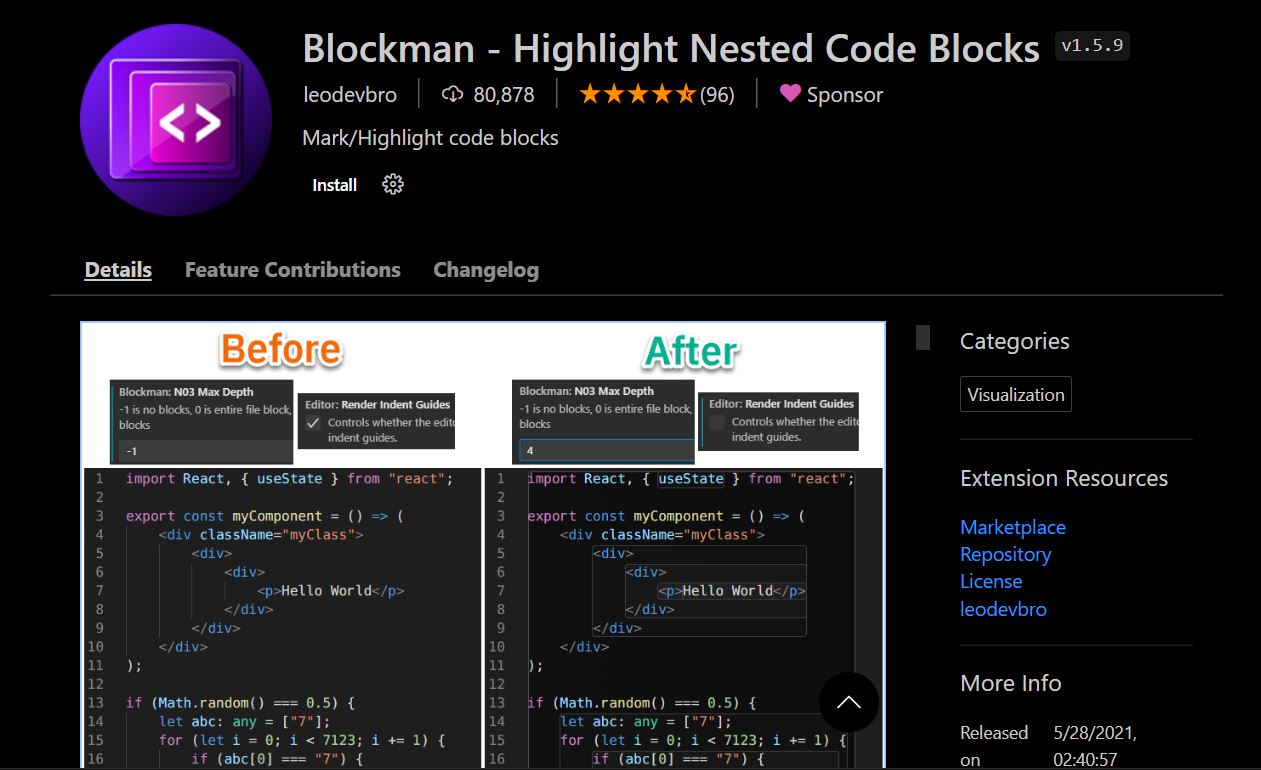 Blockman - Highlight Nested Code Blocks v1.5.9
leodevbro 80,878 (96) Sponsor
Mark/Highlight code blocks
Install
Details Feature Contributions Changelog
Before
Blockman: N03 Max Depth
-1 is no blocks, 0 is entire file block,
blocks
-1
Editor: Render Indent Guides
Controls whether the edito
indent guides.
1 import React, { useState } from "react";
2
3 export const myComponent = () => (
4 <div className="myClass">
5 <div>
6 <div>
7 <p>Hello World</p>
8 </div>
9 </div>
10 </div>
11 );
12
13 if (Math.random() === 0.5) {
14 let abc: any = ["7"];
15 for (let i = 0; i < 7123; i += 1) {
16 if (abc[0] === "7") {
After
Blockman: N03 Max Depth
-1 is no blocks, 0 is entire file block,
blocks
4
Editor: Render Indent Guides
Controls whether the edito
indent guides.
1 import React, { useState } from "react";
2
3 export const myComponent = () => (
4 <div className="myClass">
5 <div>
6 <div>
7 <p>Hello World</p>
8 </div>
9 </div>
10 </div>
11 );
12
13 if (Math.random() === 0.5) {
14 let abc: any = ["7"];
15 for (let i = 0; i < 7123; i += 1) {
16 if (abc[0] === "7") {
Categories
Visualization
Extension Resources
Marketplace
Repository
License
leodevbro
More Info
Released 5/28/2021,
on 02:40:57